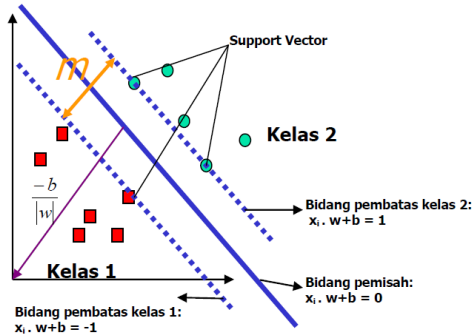 Support Vector
m
Kelas 2
-b
|w|
Bidang pembatas kelas 2:
xᵢ . w+b = 1
Kelas 1
Bidang pemisah:
xᵢ . w+b = 0
Bidang pembatas kelas 1:
xᵢ . w+b = -1